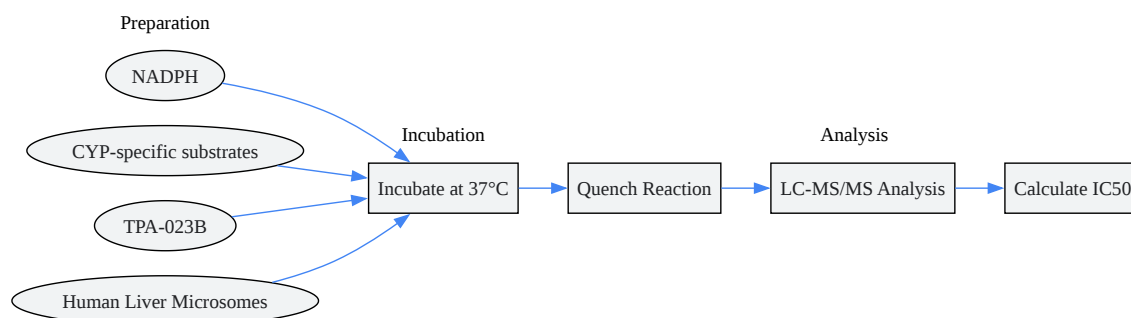 Preparation
NADPH
CYP-specific substrates
TPA-023B
Human Liver Microsomes
Incubation
Incubate at 37°C
Quench Reaction
Analysis
LC-MS/MS Analysis
Calculate IC50